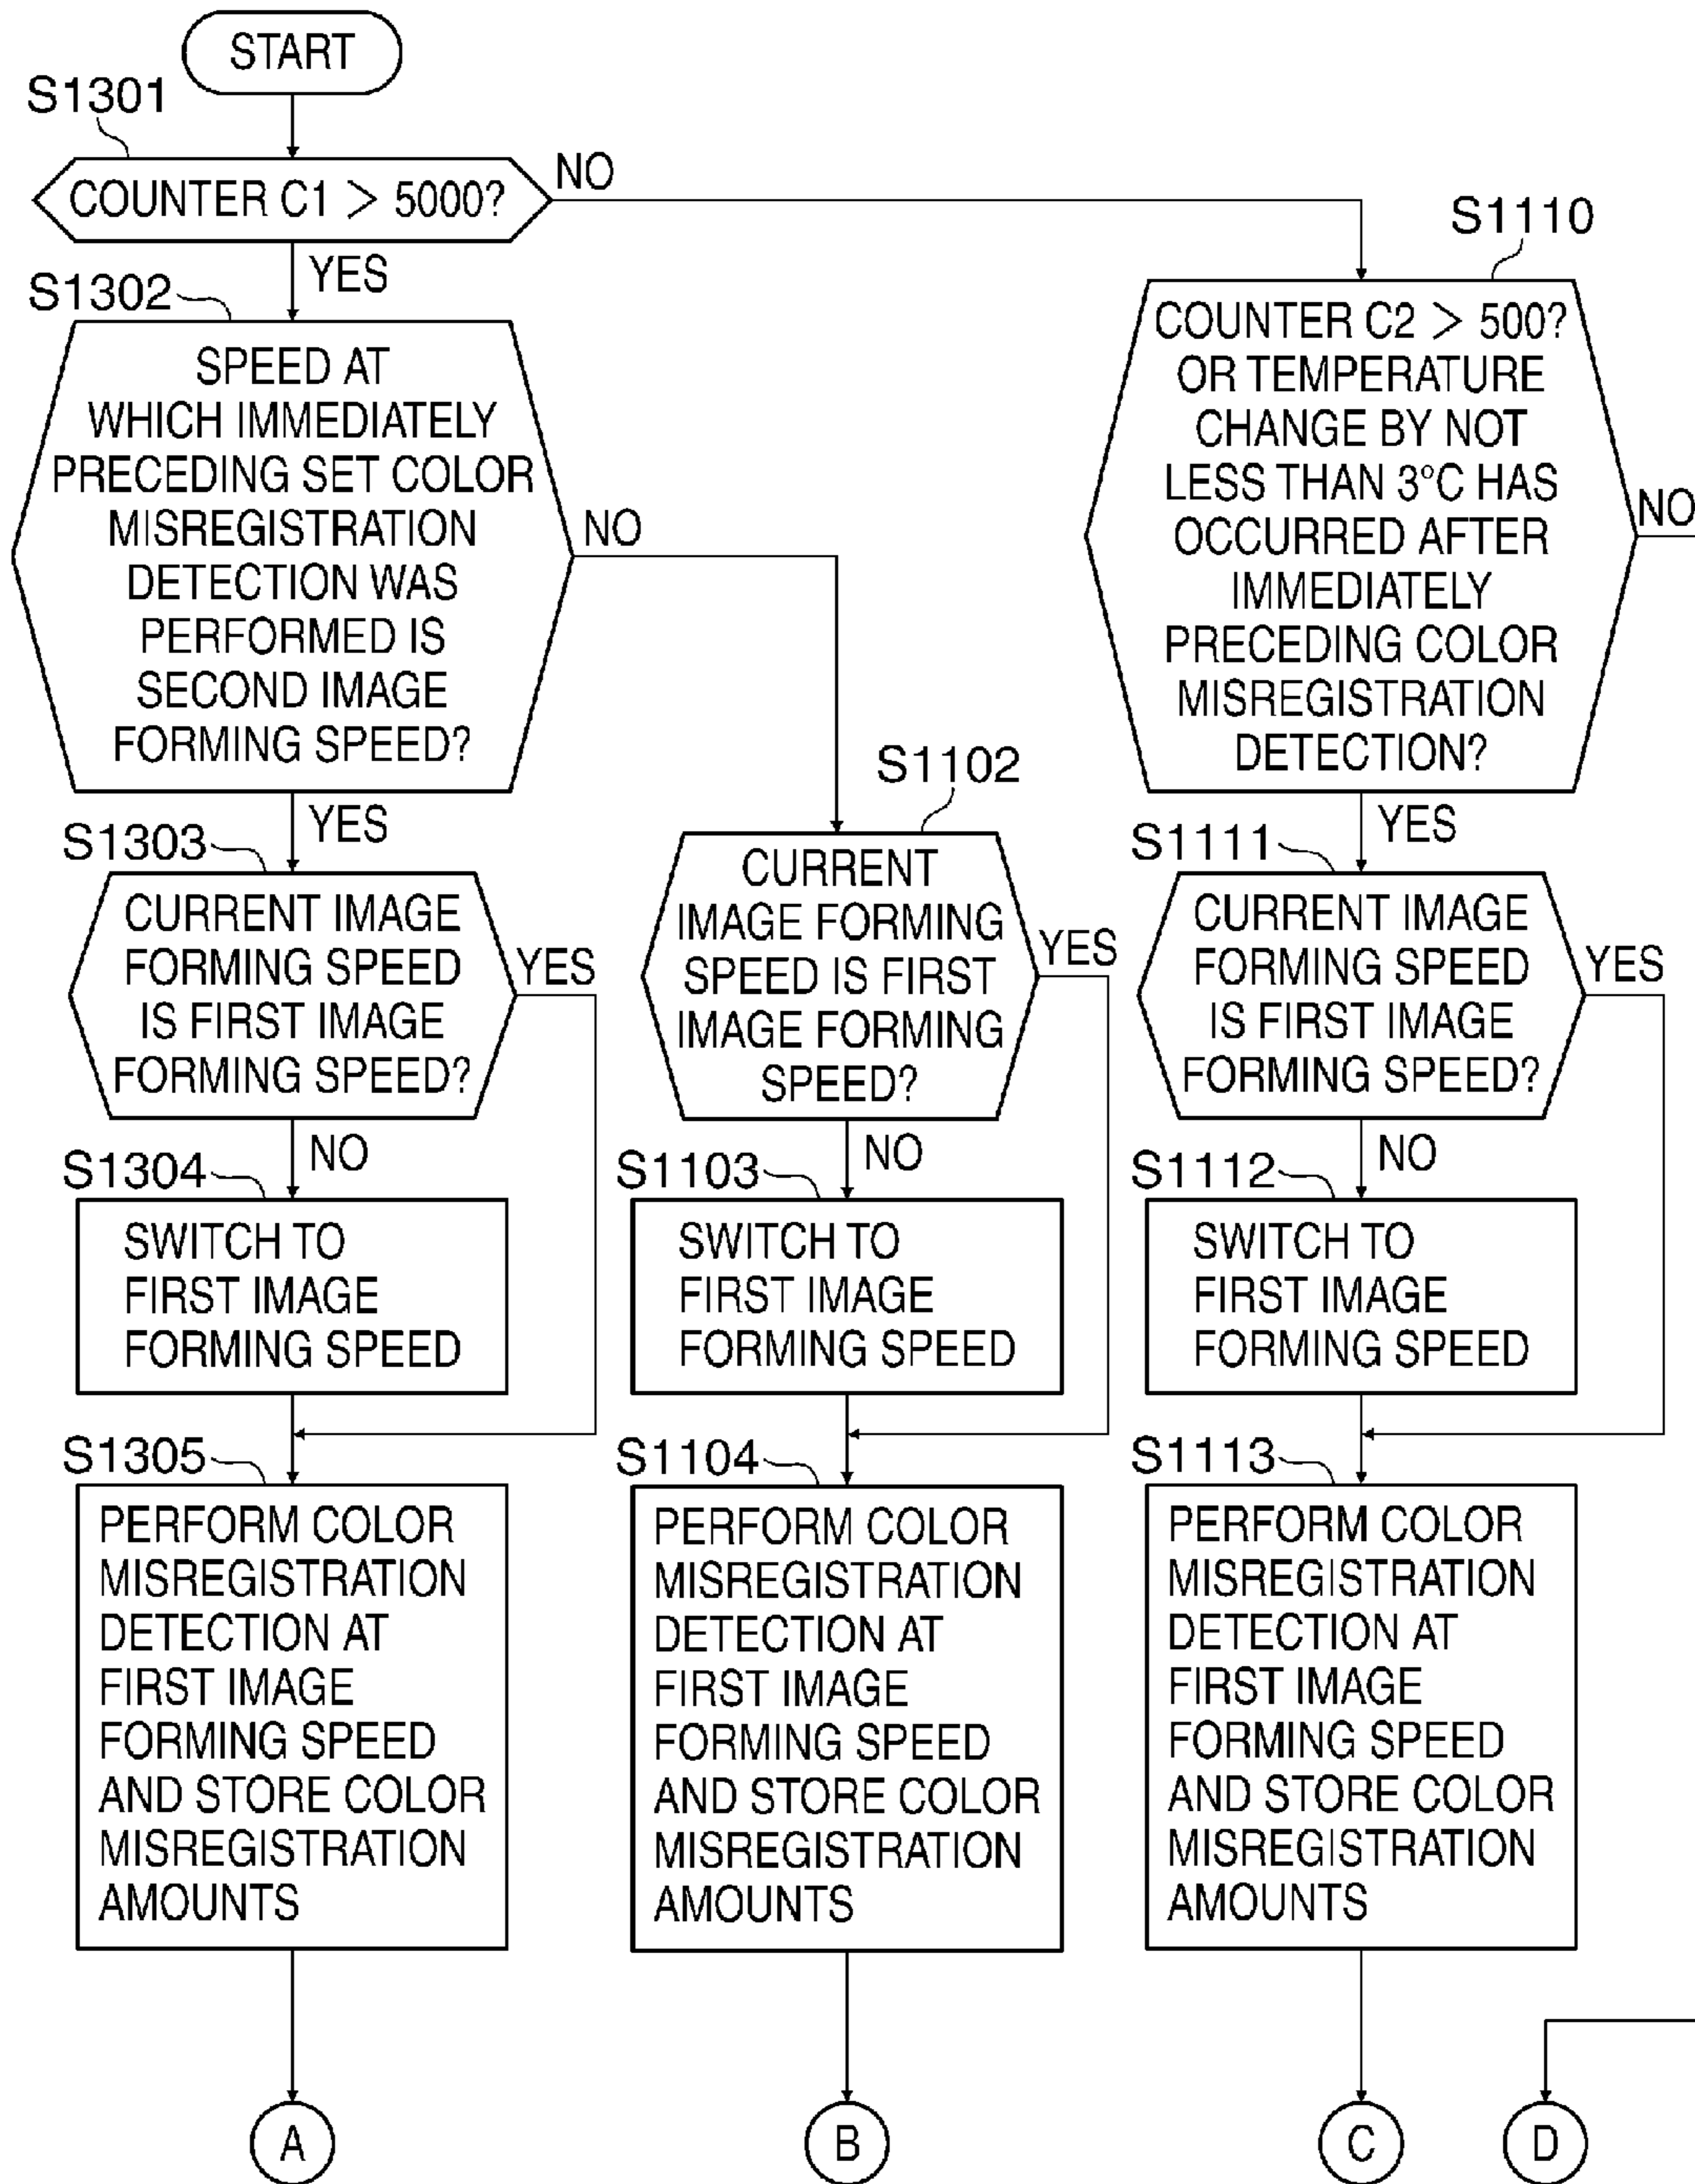 START
S1301
COUNTER C1 > 5000?
NO
YES
S1302
SPEED AT
WHICH IMMEDIATELY
PRECEDING SET COLOR
MISREGISTRATION
DETECTION WAS
PERFORMED IS
SECOND IMAGE
FORMING SPEED?
NO
YES
S1303
CURRENT IMAGE
FORMING SPEED
IS FIRST IMAGE
FORMING SPEED?
YES
NO
S1304
SWITCH TO
FIRST IMAGE
FORMING SPEED
S1305
PERFORM COLOR
MISREGISTRATION
DETECTION AT
FIRST IMAGE
FORMING SPEED
AND STORE COLOR
MISREGISTRATION
AMOUNTS
A
S1102
CURRENT
IMAGE FORMING
SPEED IS FIRST
IMAGE FORMING
SPEED?
YES
NO
S1103
SWITCH TO
FIRST IMAGE
FORMING SPEED
S1104
PERFORM COLOR
MISREGISTRATION
DETECTION AT
FIRST IMAGE
FORMING SPEED
AND STORE COLOR
MISREGISTRATION
AMOUNTS
B
S1110
COUNTER C2 > 500?
OR TEMPERATURE
CHANGE BY NOT
LESS THAN 3°C HAS
OCCURRED AFTER
IMMEDIATELY
PRECEDING COLOR
MISREGISTRATION
DETECTION?
NO
YES
S1111
CURRENT IMAGE
FORMING SPEED
IS FIRST IMAGE
FORMING SPEED?
YES
NO
S1112
SWITCH TO
FIRST IMAGE
FORMING SPEED
S1113
PERFORM COLOR
MISREGISTRATION
DETECTION AT
FIRST IMAGE
FORMING SPEED
AND STORE COLOR
MISREGISTRATION
AMOUNTS
C
D